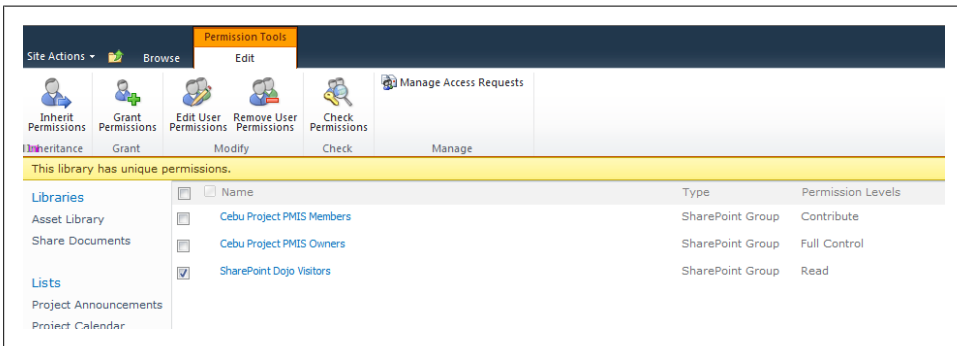 Permission Tools
Site Actions Browse Edit
Inherit Permissions
Grant Permissions
Edit User Permissions
Remove User Permissions
Check Permissions
Manage Access Requests
Inheritance Grant Modify Check Manage
This library has unique permissions.
Libraries
Asset Library
Share Documents
Lists
Project Announcements
Project Calendar
Name Type Permission Levels
Cebu Project PMIS Members SharePoint Group Contribute
Cebu Project PMIS Owners SharePoint Group Full Control
SharePoint Dojo Visitors SharePoint Group Read